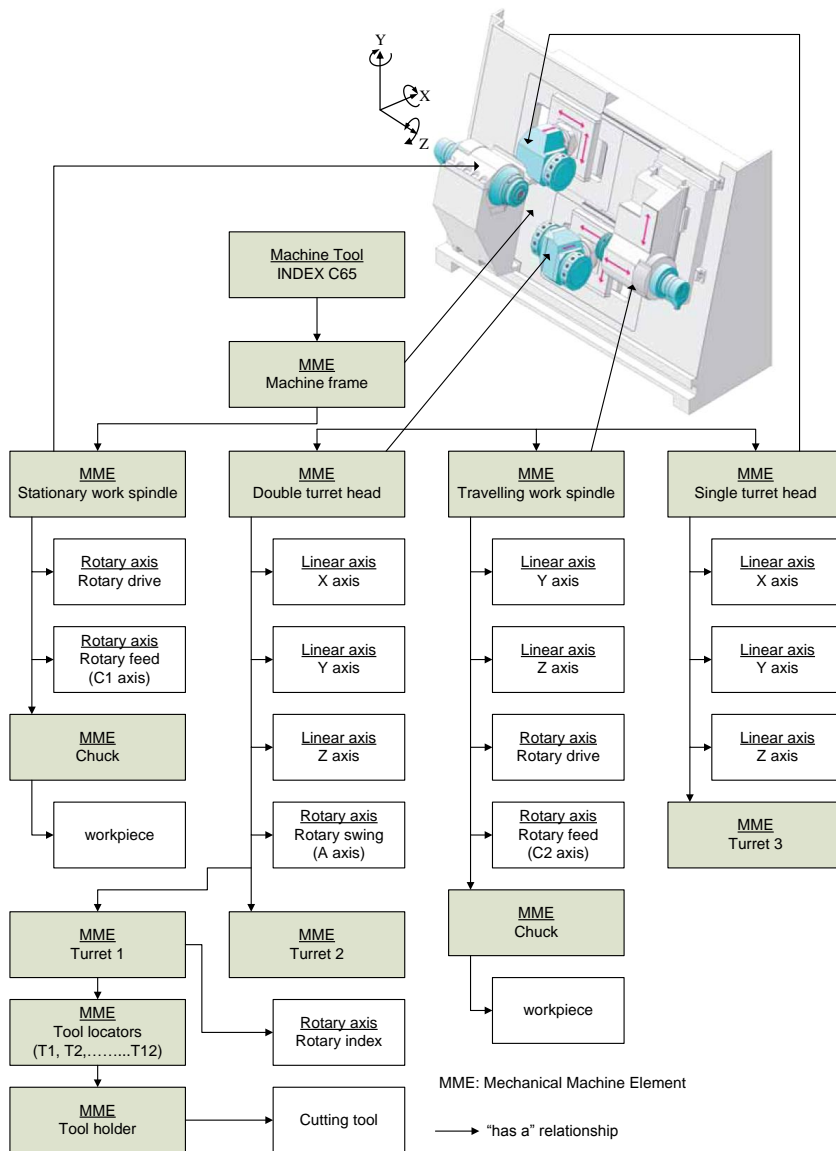 Y
X
Z
Machine Tool
INDEX C65
MME
Machine frame
MME
Stationary work spindle
MME
Double turret head
MME
Travelling work spindle
MME
Single turret head
Rotary axis
Rotary drive
Linear axis
X axis
Linear axis
Y axis
Linear axis
X axis
Rotary axis
Rotary feed
(C1 axis)
Linear axis
Y axis
Linear axis
Z axis
Linear axis
Y axis
MME
Chuck
Linear axis
Z axis
Rotary axis
Rotary drive
Linear axis
Z axis
workpiece
Rotary axis
Rotary swing
(A axis)
Rotary axis
Rotary feed
(C2 axis)
MME
Turret 3
MME
Turret 1
MME
Turret 2
MME
Chuck
MME
Tool locators
(T1, T2,……...T12)
Rotary axis
Rotary index
workpiece
MME
Tool holder
Cutting tool
MME: Mechanical Machine Element
“has a” relationship